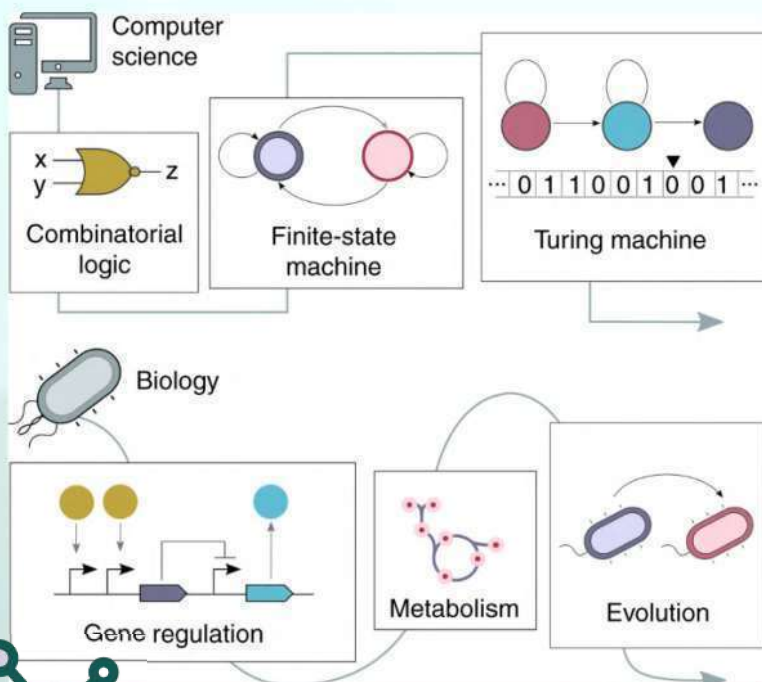 Computer
science
x
y
z
Combinatorial
logic
Finite-state
machine
... 0 1 1 0 0 1 0 0 1 ...
Turing machine
Biology
Gene regulation
Metabolism
Evolution